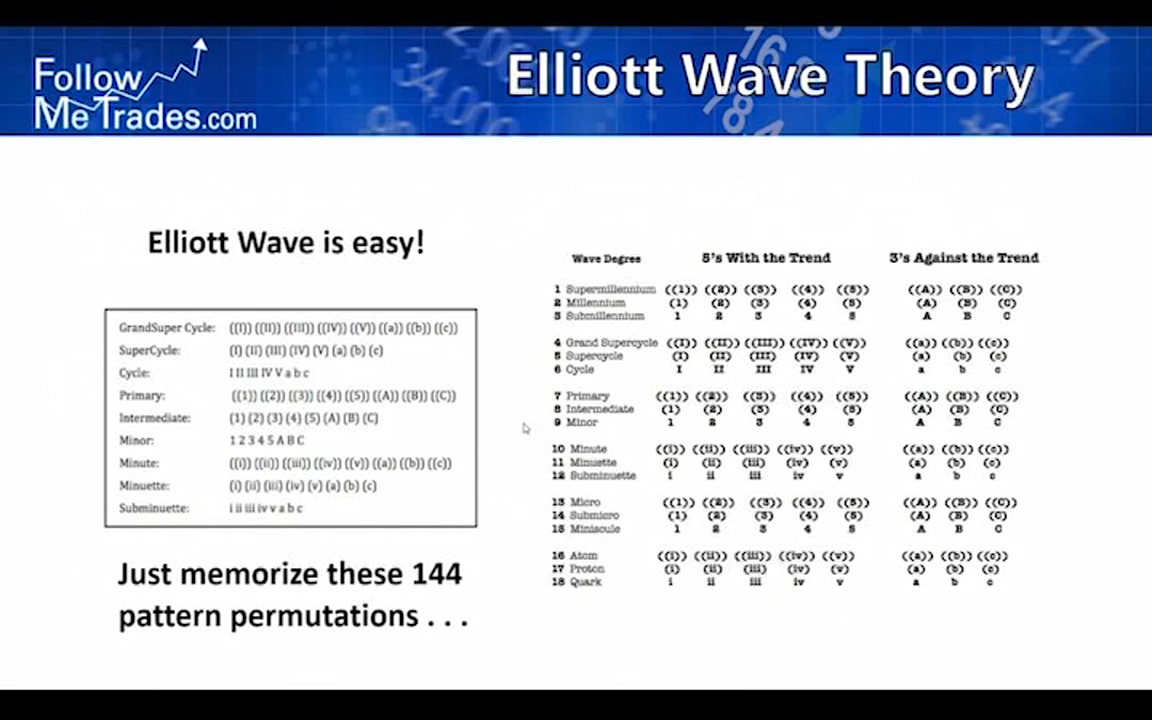 Follow
MeTrades.com
Elliott Wave Theory
Elliott Wave is easy!
GrandSuper Cycle: ((I)) ((II)) ((III)) ((IV)) ((V)) ((a)) ((b)) ((c))
SuperCycle: (I) (II) (III) (IV) (V) (a) (b) (c)
Cycle: I II III IV V a b c
Primary: ((1)) ((2)) ((3)) ((4)) ((5)) ((A)) ((B)) ((C))
Intermediate: (1) (2) (3) (4) (5) (A) (B) (C)
Minor: 1 2 3 4 5 A B C
Minute: ((i)) ((ii)) ((iii)) ((iv)) ((v)) ((a)) ((b)) ((c))
Minuette: (i) (ii) (iii) (iv) (v) (a) (b) (c)
Subminuette: i ii iii iv v a b c
Just memorize these 144
pattern permutations . . .
Wave Degree 5's With the Trend 3's Against the Trend
1 Supermillennium ((1)) ((2)) ((3)) ((4)) ((5)) ((A)) ((B)) ((C))
2 Millennium (1) (2) (3) (4) (5) (A) (B) (C)
3 Submillennium 1 2 3 4 5 A B C
4 Grand Supercycle ((I)) ((II)) ((III)) ((IV)) ((V)) ((a)) ((b)) ((c))
5 Supercycle (I) (II) (III) (IV) (V) (a) (b) (c)
6 Cycle I II III IV V a b c
7 Primary ((1)) ((2)) ((3)) ((4)) ((5)) ((A)) ((B)) ((C))
8 Intermediate (1) (2) (3) (4) (5) (A) (B) (C)
9 Minor 1 2 3 4 5 A B C
10 Minute ((i)) ((ii)) ((iii)) ((iv)) ((v)) ((a)) ((b)) ((c))
11 Minuette (i) (ii) (iii) (iv) (v) (a) (b) (c)
12 Subminuette i ii iii iv v a b c
13 Micro ((1)) ((2)) ((3)) ((4)) ((5)) ((A)) ((B)) ((C))
14 Submicro (1) (2) (3) (4) (5) (A) (B) (C)
15 Miniscule 1 2 3 4 5 A B C
16 Atom ((i)) ((ii)) ((iii)) ((iv)) ((v)) ((a)) ((b)) ((c))
17 Proton (i) (ii) (iii) (iv) (v) (a) (b) (c)
18 Quark i ii iii iv v a b c